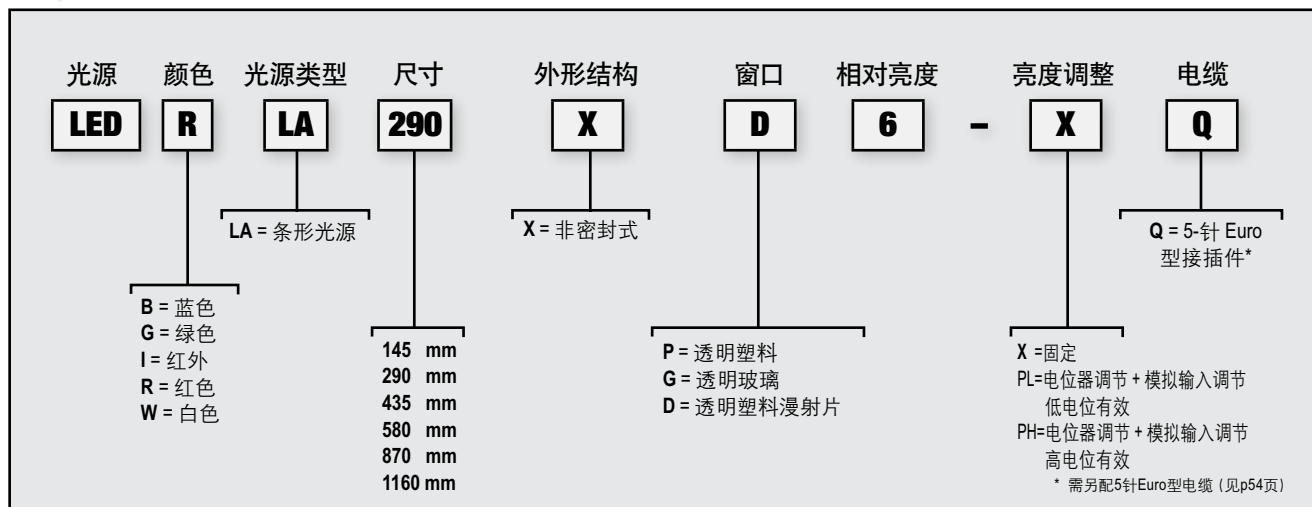 光源 颜色 光源类型 尺寸 外形结构 窗口 相对亮度 亮度调整 电缆
LED R LA 290 X D 6 – X Q
LA = 条形光源
X = 非密封式
Q = 5-针 Euro
型接插件*
B = 蓝色
G = 绿色
I = 红外
R = 红色
W = 白色
145 mm
290 mm
435 mm
580 mm
870 mm
1160 mm
P = 透明塑料
G = 透明玻璃
D = 透明塑料漫射片
X =固定
PL=电位器调节 + 模拟输入调节
低电位有效
PH=电位器调节 + 模拟输入调节
高电位有效
* 需另配5针Euro型电缆 (见p54页)